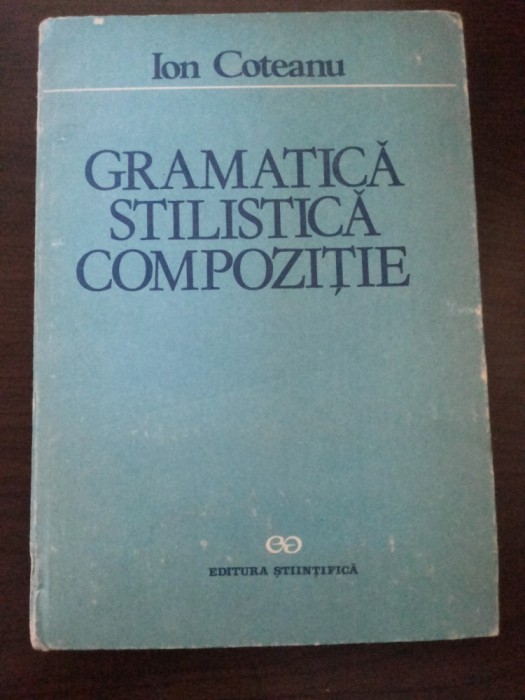 Ion Coteanu
GRAMATICĂ
STILISTICĂ
COMPOZIȚIE
EDITURA ȘTIINȚIFICĂ